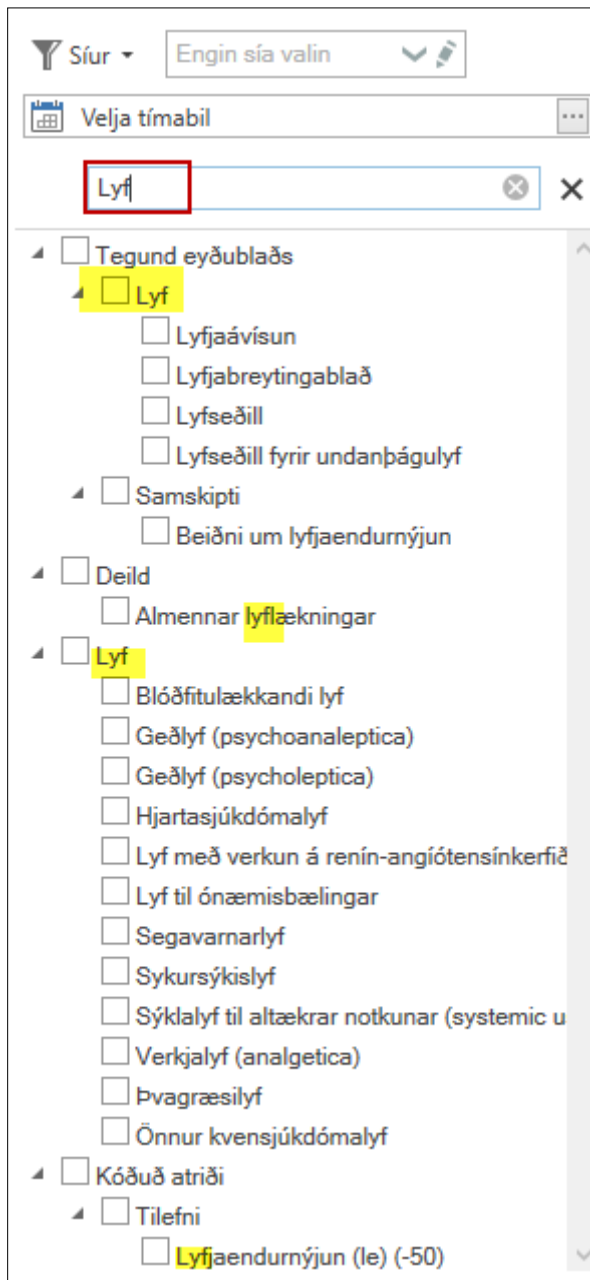 Síur
Engin sía valin
Velja tímabil
Lyf
Tegund eyðublaðs
Lyf
Lyfjaávísun
Lyfjabreytingablað
Lyfseðill
Lyfseðill fyrir undanþágulyf
Samskipti
Beiðni um lyfjaendurnýjun
Deild
Almennar lyflækningar
Lyf
Blóðfitulækkandi lyf
Geðlyf (psychoanaleptica)
Geðlyf (psycholeptica)
Hjartasjúkdómalyf
Lyf með verkun á renín-angíótensínkerfið
Lyf til ónæmisbælingar
Segavarnarlyf
Sykursýkislyf
Sýklalyf til altækrar notkunar (systemic u
Verkjalyf (analgetica)
Þvagræsilyf
Önnur kvensjúkdómalyf
Kóðuð atriði
Tilefni
Lyfjaendurnýjun (le) (-50)